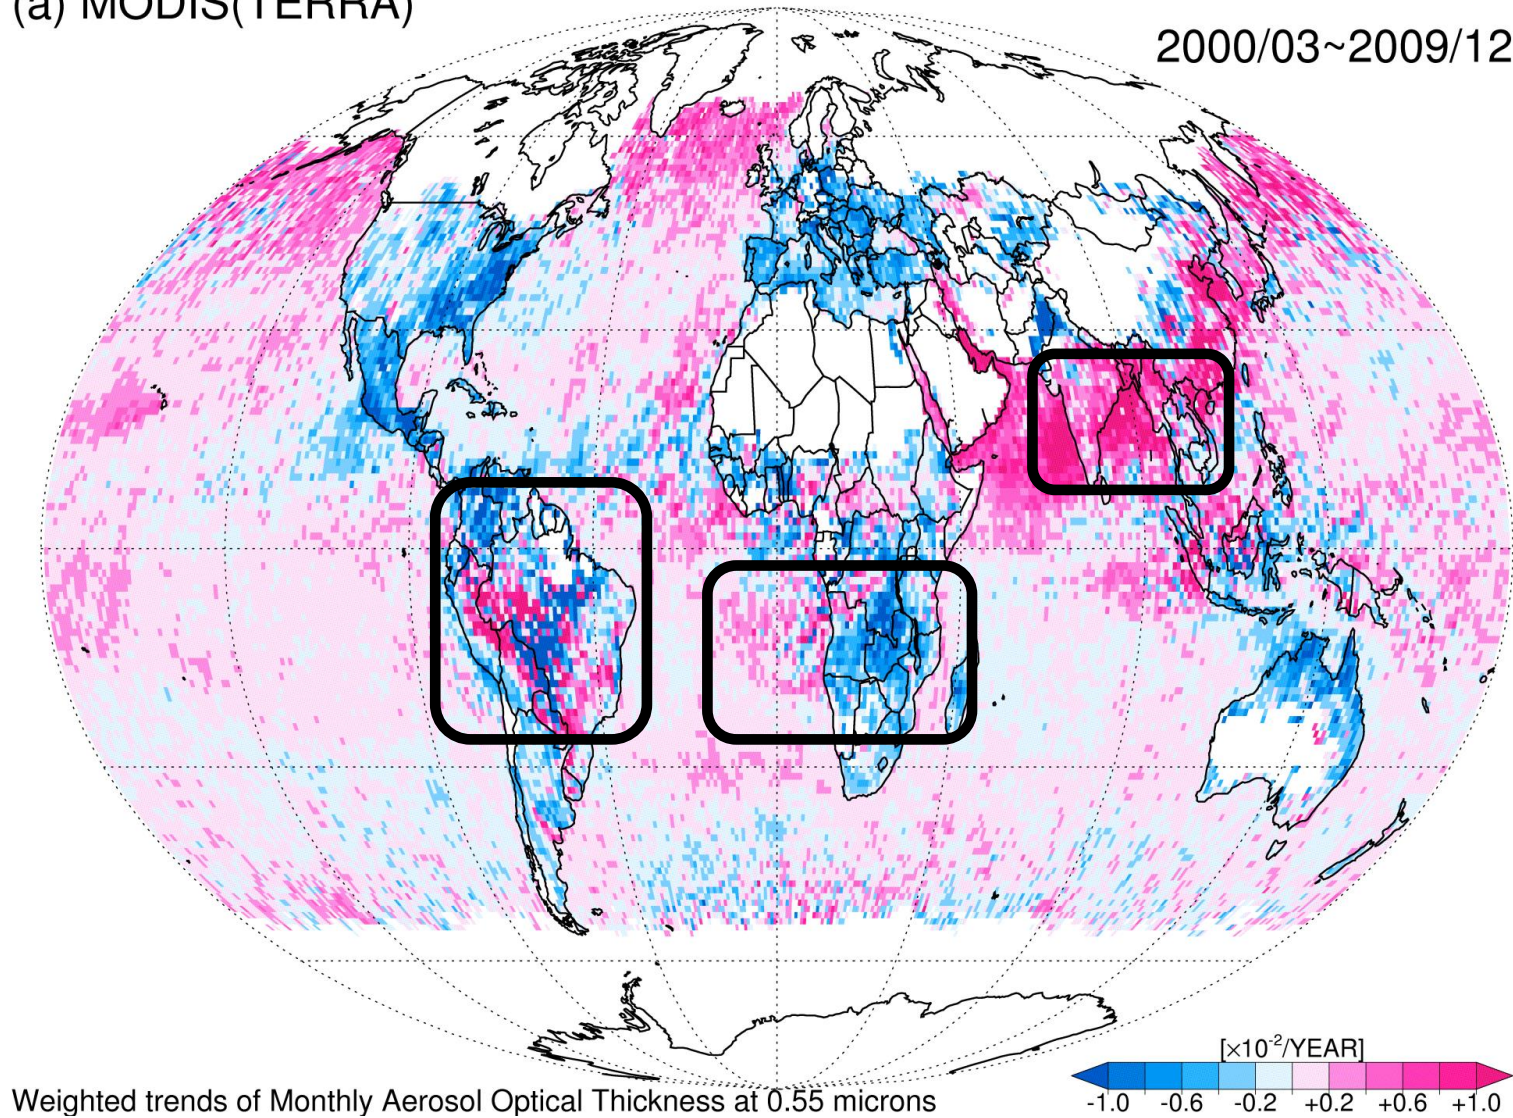 (a) MODIS(TERRA)
2000/03~2009/12
[×10⁻²/YEAR]
-1.0 -0.6 -0.2 +0.2 +0.6 +1.0
Weighted trends of Monthly Aerosol Optical Thickness at 0.55 microns